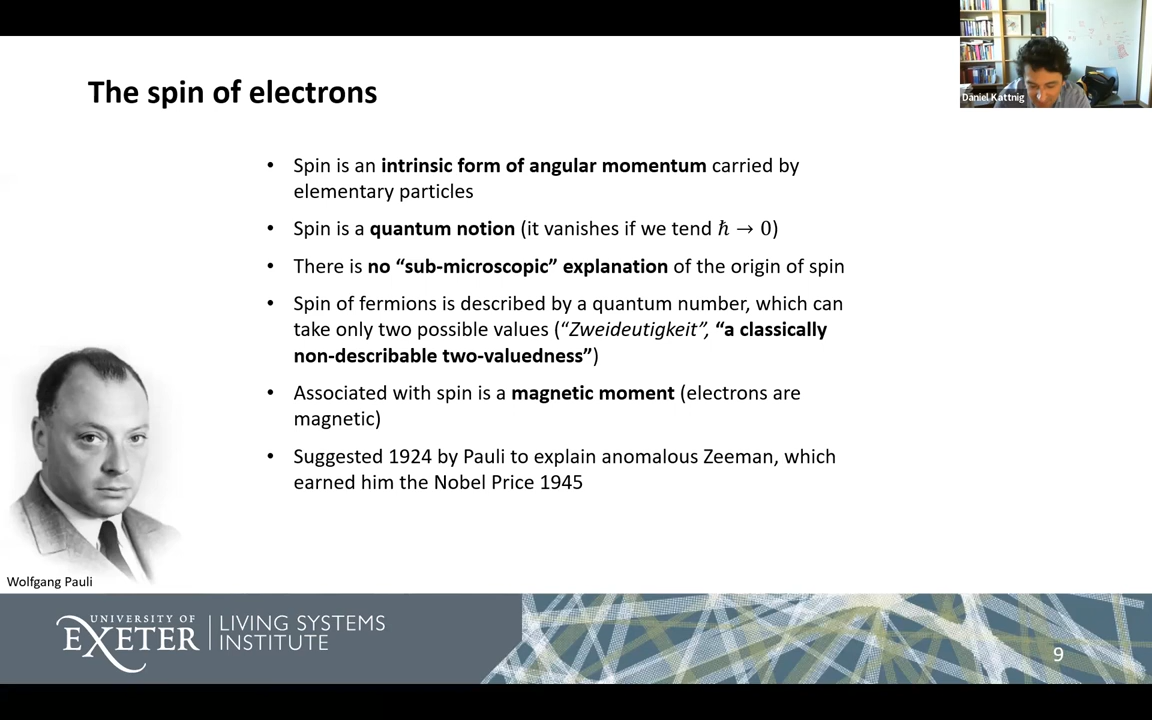 Daniel Kattnig
The spin of electrons
• Spin is an intrinsic form of angular momentum carried by
elementary particles
• Spin is a quantum notion (it vanishes if we tend ℏ → 0)
• There is no “sub-microscopic” explanation of the origin of spin
• Spin of fermions is described by a quantum number, which can
take only two possible values (“Zweideutigkeit”, “a classically
non-describable two-valuedness”)
• Associated with spin is a magnetic moment (electrons are
magnetic)
• Suggested 1924 by Pauli to explain anomalous Zeeman, which
earned him the Nobel Price 1945
Wolfgang Pauli
UNIVERSITY OF
EXETER
LIVING SYSTEMS
INSTITUTE
9